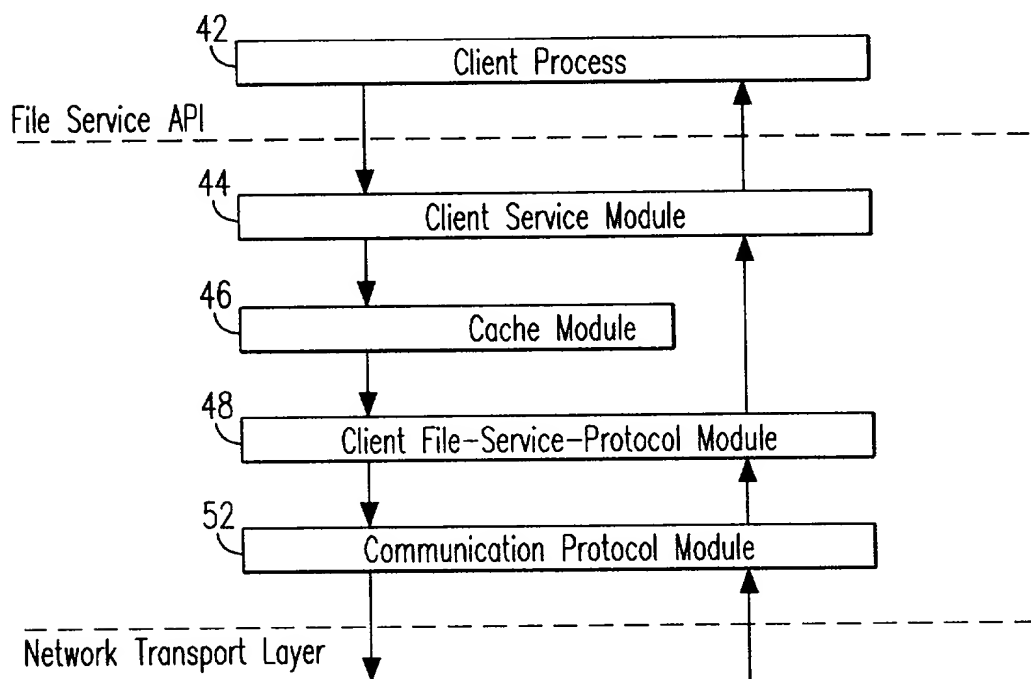 42
Client Process
File Service API
44
Client Service Module
46
Cache Module
48
Client File-Service-Protocol Module
52
Communication Protocol Module
Network Transport Layer